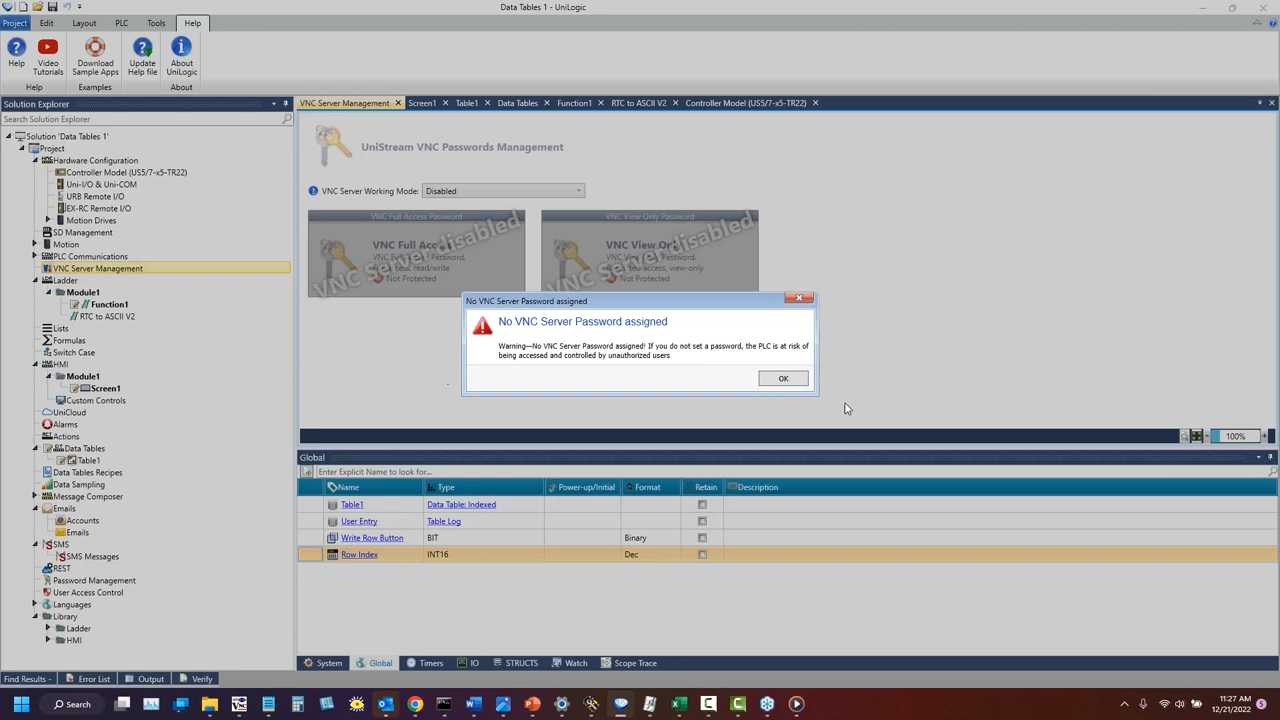 Data Tables 1 - UniLogic
Project Edit Layout PLC Tools Help
Help Video Tutorials Download Sample Apps Update Help file About UniLogic
Help Examples About
Solution Explorer
Search Solution Explorer
Solution 'Data Tables 1'
Project
Hardware Configuration
Controller Model (US5/7-x5-TR22)
Uni-I/O & Uni-COM
URB Remote I/O
EX-RC Remote I/O
Motion Drives
SD Management
Motion
PLC Communications
VNC Server Management
Ladder
Module1
Function1
RTC to ASCII V2
Lists
Formulas
Switch Case
HMI
Module1
Screen1
Custom Controls
UniCloud
Alarms
Actions
Data Tables
Table1
Data Tables Recipes
Data Sampling
Message Composer
Emails
Accounts
Emails
SMS
SMS Messages
REST
Password Management
User Access Control
Languages
Library
Ladder
HMI
VNC Server Management Screen1 Table1 Data Tables Function1 RTC to ASCII V2 Controller Model (US5/7-x5-TR22)
UniStream VNC Passwords Management
VNC Server Working Mode: Disabled
VNC Full Access Password VNC View Only Password
VNC Server disabled VNC Server disabled
Not Protected Not Protected
No VNC Server Password assigned
No VNC Server Password assigned
Warning—No VNC Server Password assigned! If you do not set a password, the PLC is at risk of
being accessed and controlled by unauthorized users
OK
100%
Global
Enter Explicit Name to look for...
Name Type Power-up/Initial Format Retain Description
Table1 Data Table: Indexed
User Entry Table Log
Write Row Button BIT Binary
Row Index INT16 Dec
System Global Timers IO STRUCTS Watch Scope Trace
Find Results - Error List Output Verify
Search
11:27 AM
12/21/2022